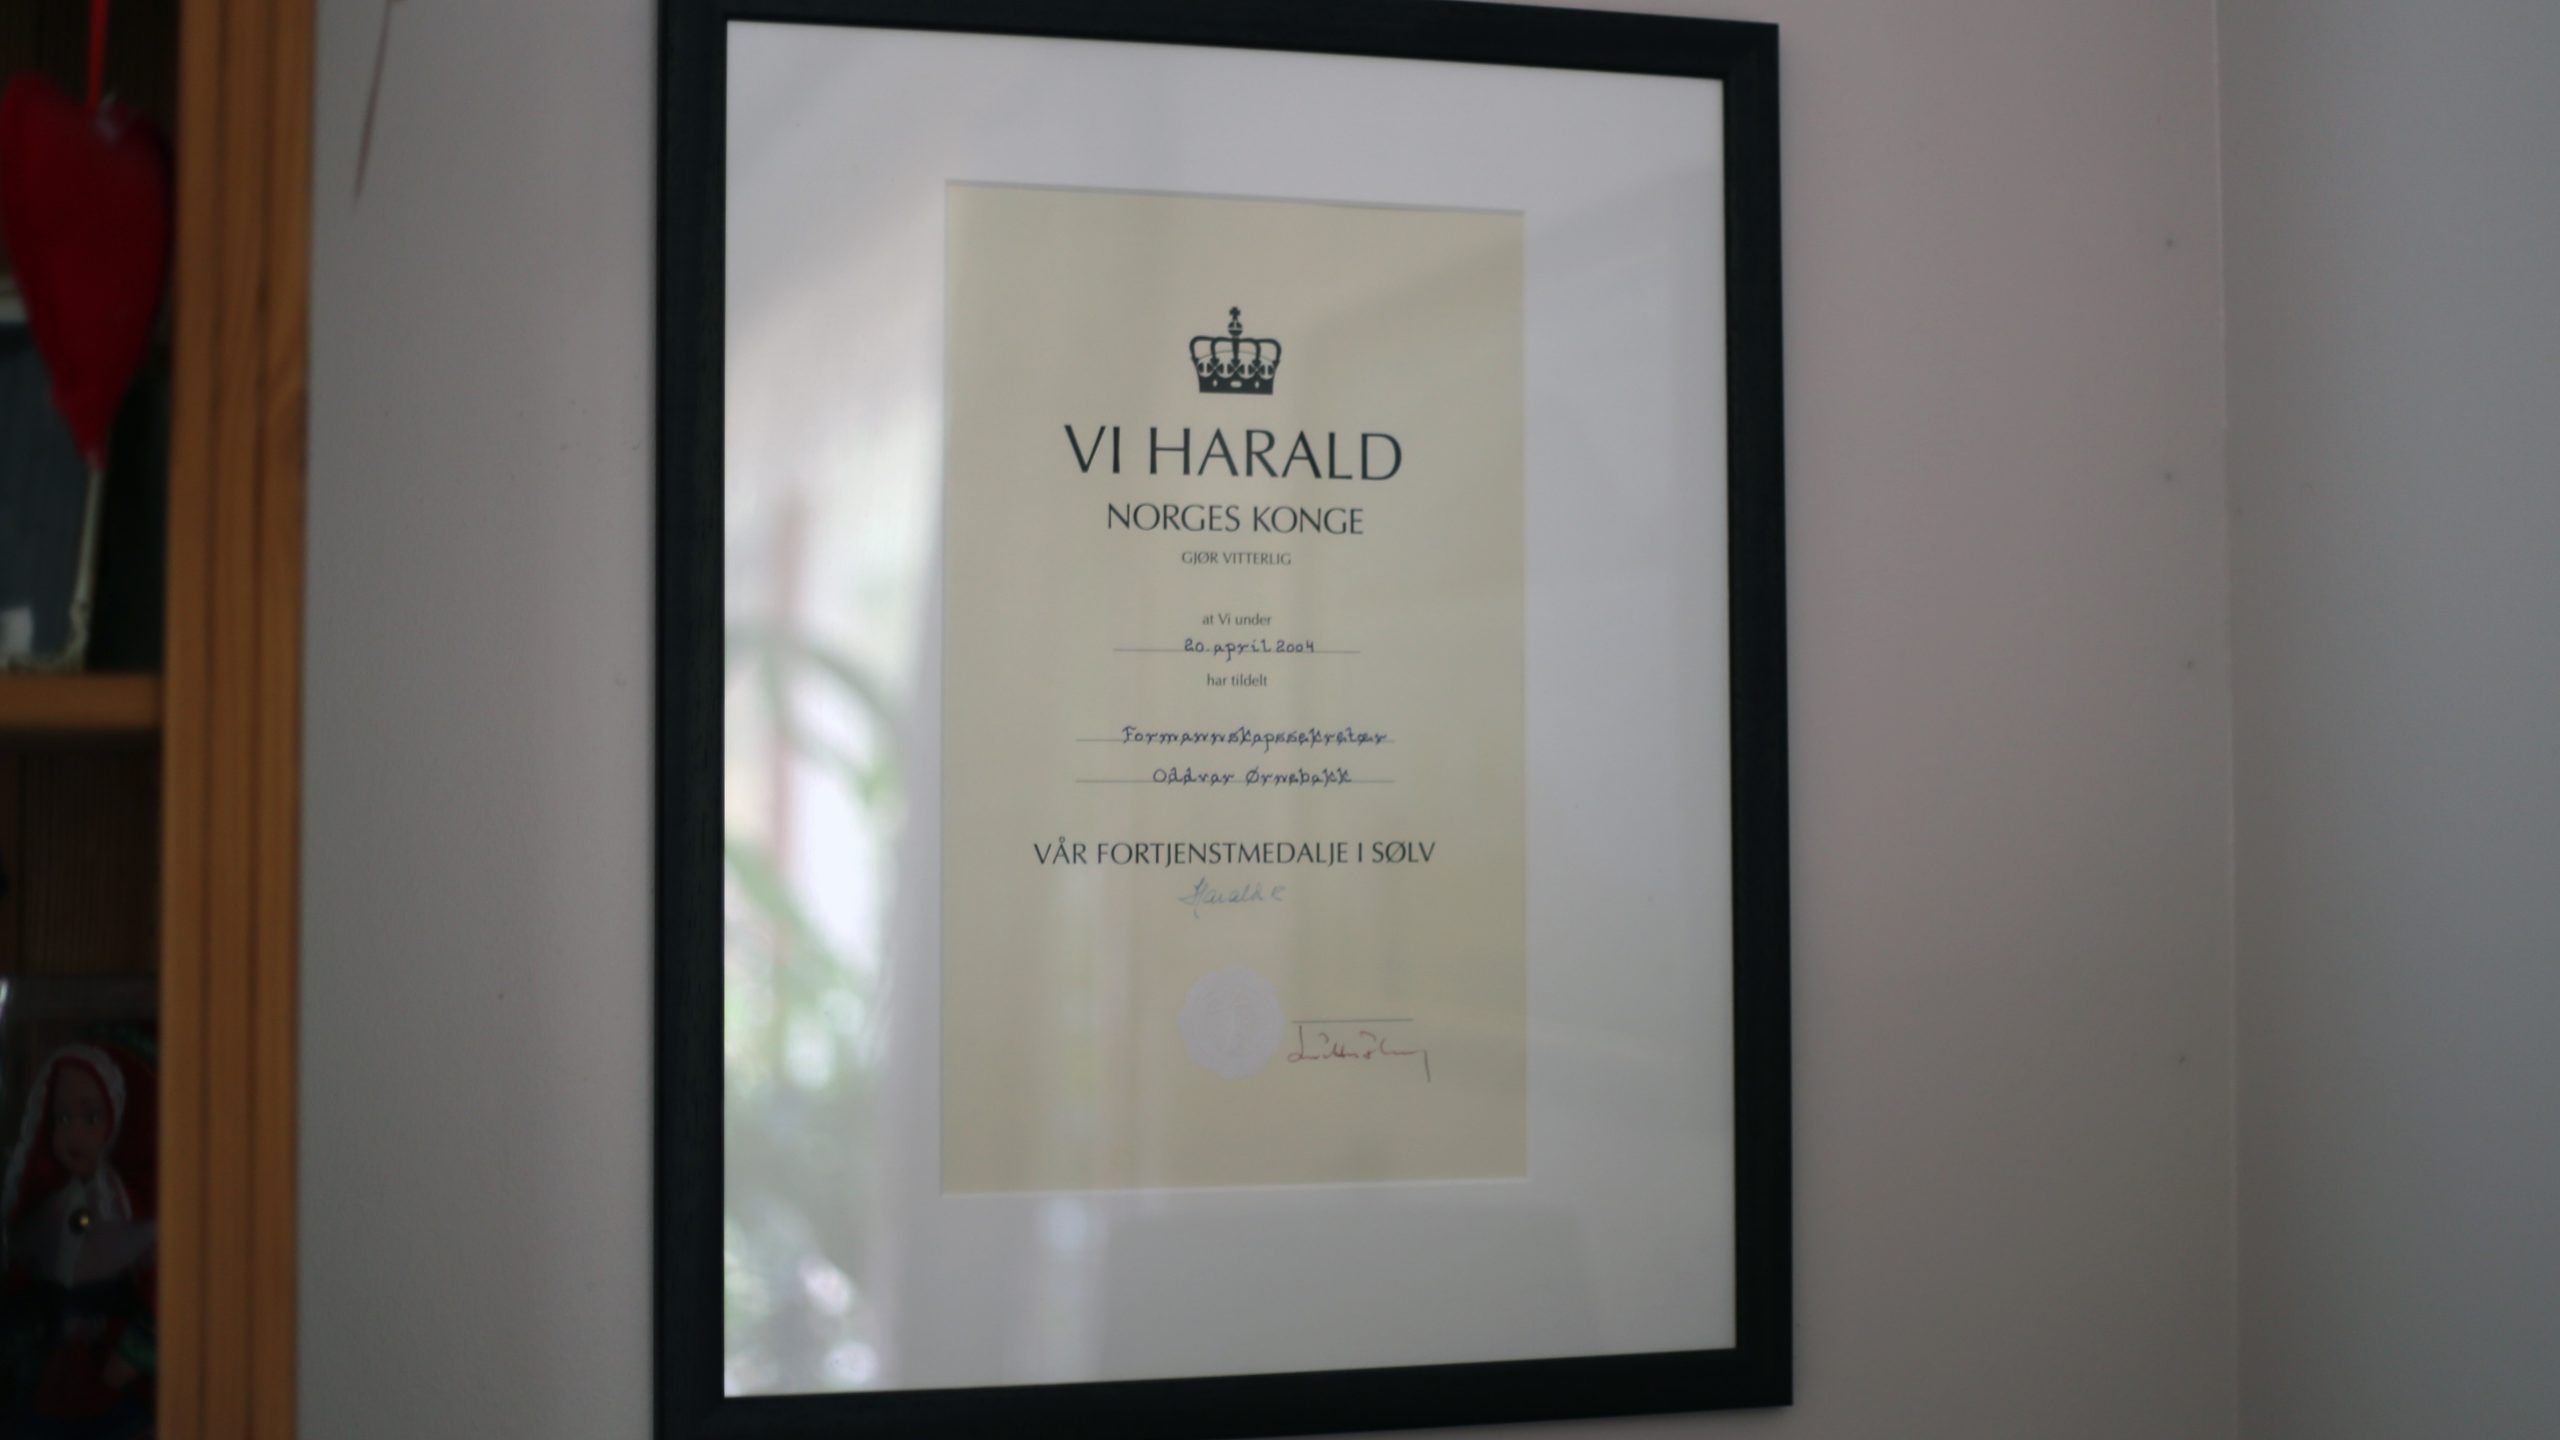 VI HARALD
NORGES KONGE
GJØR VITTERLIG
at Vi under
20. april 2004
har tildelt
Formannskapssekretær
Oddvar Ørnebakk
VÅR FORTJENSTMEDALJE I SØLV
Harald R